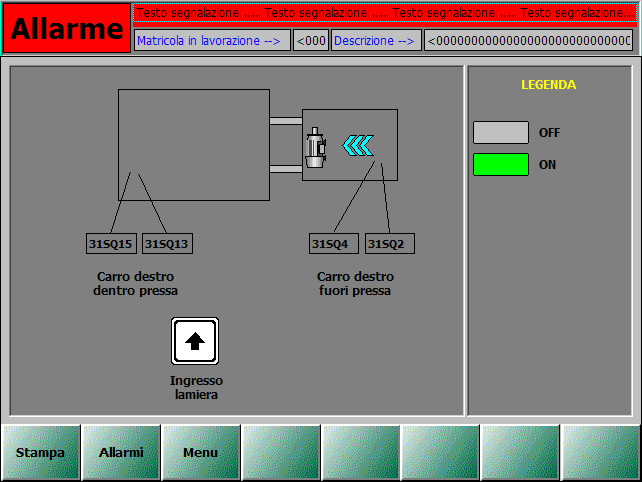 Allarme
Testo segnalazione .... Testo segnalazione .... Testo segnalazione .... Testo segnalazione...
Matricola in lavorazione --> <000 Descrizione --> <0000000000000000000000000000
LEGENDA
OFF
ON
31SQ15 31SQ13 31SQ4 31SQ2
Carro destro
dentro pressa
Carro destro
fuori pressa
Ingresso
lamiera
Stampa Allarmi Menu